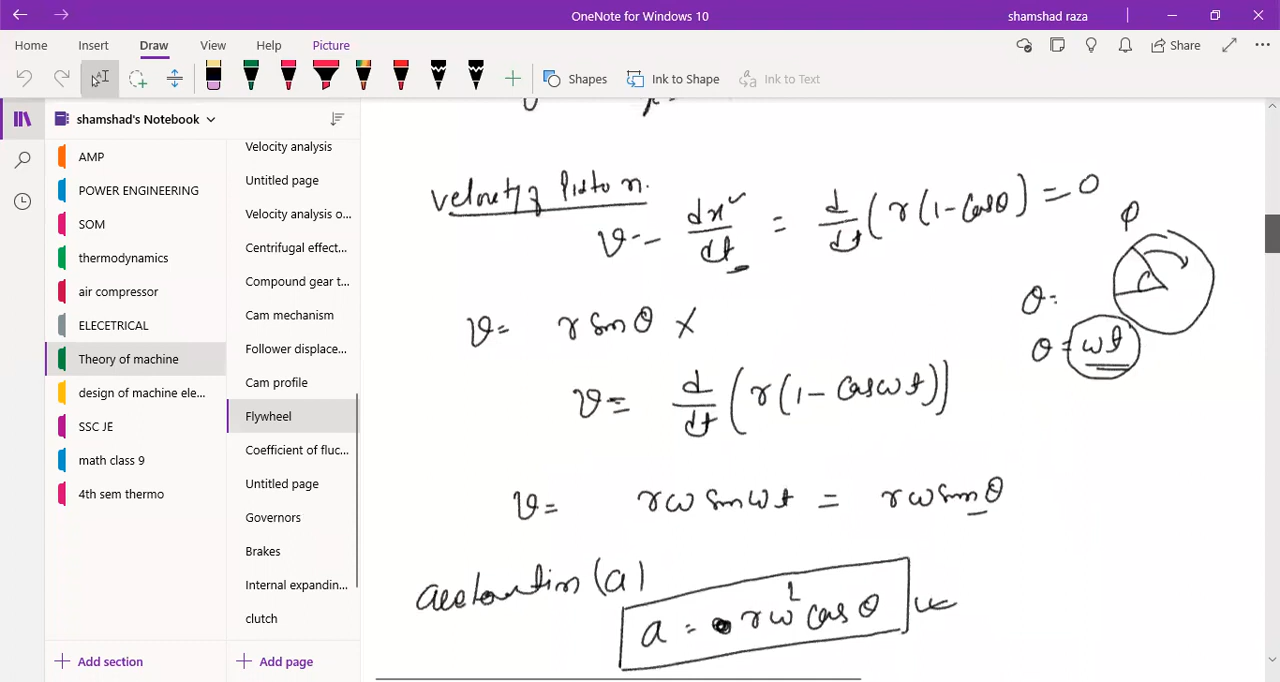 OneNote for Windows 10
shamshad raza
Home Insert Draw View Help Picture
Share
Shapes Ink to Shape Ink to Text
shamshad's Notebook
AMP
POWER ENGINEERING
SOM
thermodynamics
air compressor
ELECETRICAL
Theory of machine
design of machine ele...
SSC JE
math class 9
4th sem thermo
Add section
Velocity analysis
Untitled page
Velocity analysis o...
Centrifugal effect...
Compound gear t...
Cam mechanism
Follower displace...
Cam profile
Flywheel
Coefficient of fluc...
Untitled page
Governors
Brakes
Internal expandin...
clutch
Add page
Velocity of Piston.
v = dx/dt = d/dt (r(1-cosθ) = 0
v = r sinθ ×
θ =
θ = ωt
v = d/dt (r(1-cosωt))
v = rω sinωt = rω sinθ
(a)
a = rω² cosθ